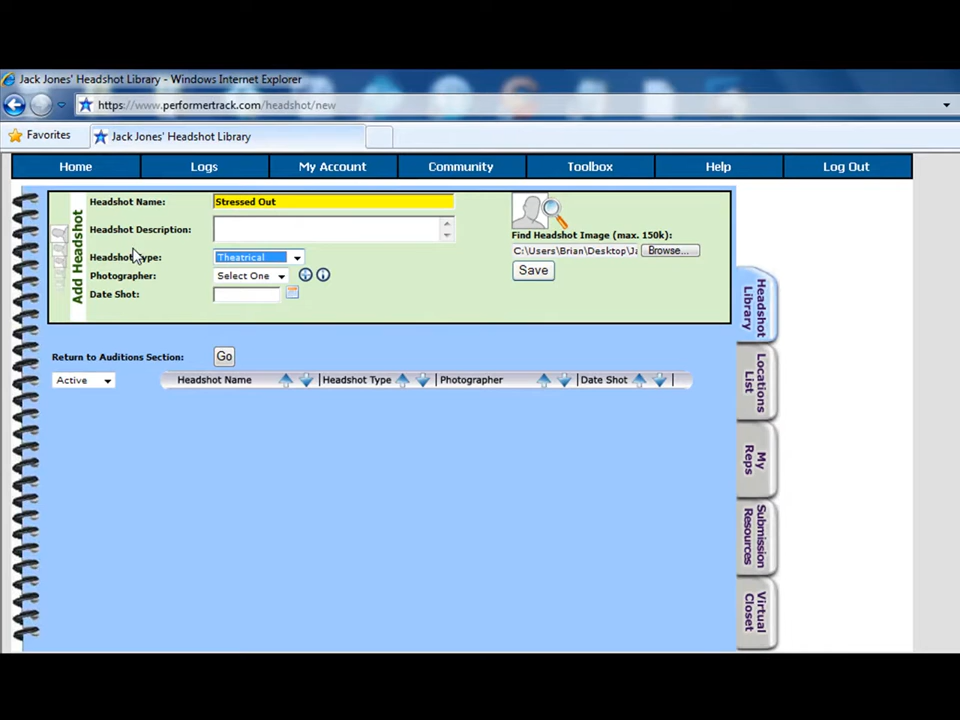 Jack Jones' Headshot Library - Windows Internet Explorer
https://www.performertrack.com/headshot/new
Favorites
Jack Jones' Headshot Library
Home
Logs
My Account
Community
Toolbox
Help
Log Out
Add Headshot
Headshot Name:
Stressed Out
Headshot Description:
Headshot Type:
Theatrical
Photographer:
Select One
Date Shot:
Find Headshot Image (max. 150k):
C:\Users\Brian\Desktop\Ja
Browse...
Save
Return to Auditions Section:
Go
Active
Headshot Name
Headshot Type
Photographer
Date Shot
Headshot
Library
Locations
List
My
Reps
Submission
Resources
Virtual
Closet